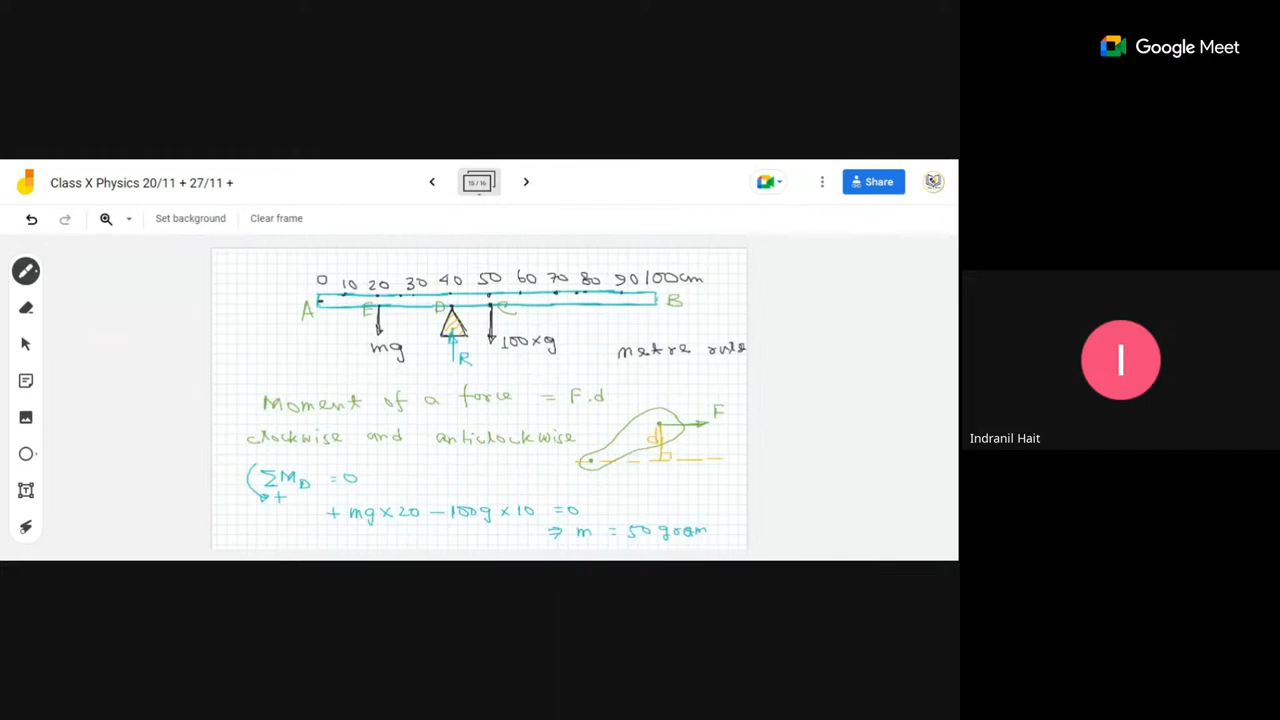 Google Meet
Class X Physics 20/11 + 27/11 +
15 / 16
Share
Set background
Clear frame
0 10 20 30 40 50 60 70 80 90 100cm
A E D C B
mg R 100×g metre rule
Moment of a force = F.d
clockwise and anticlockwise
F
d
ΣM_D = 0
+
+ mg×20 – 100g×10 = 0
⇒ m = 50 gram
I
Indranil Hait